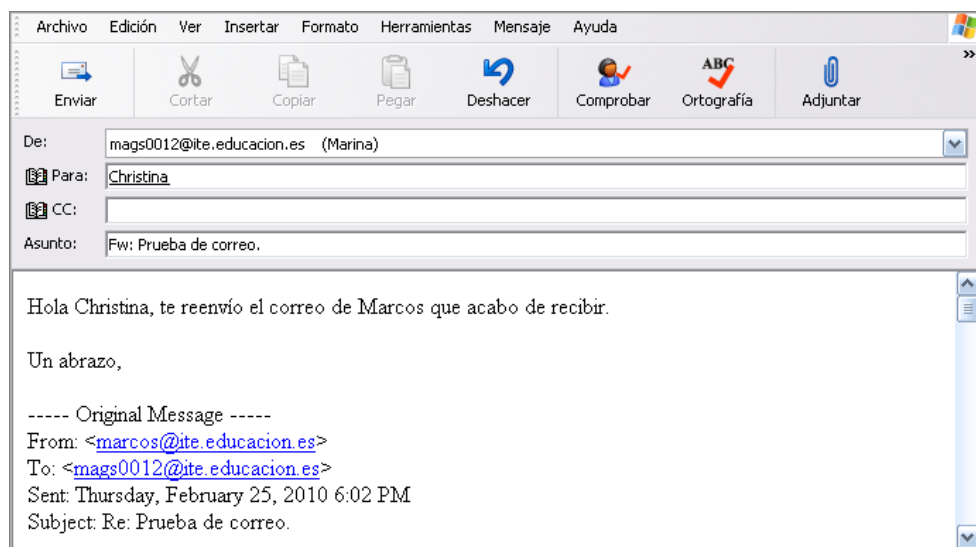 Archivo Edición Ver Insertar Formato Herramientas Mensaje Ayuda
ABC
Enviar Cortar Copiar Pegar Deshacer Comprobar Ortografía Adjuntar
De: mags0012@ite.educacion.es (Marina)
Para: Christina
CC:
Asunto: Fw: Prueba de correo.
Hola Christina, te reenvío el correo de Marcos que acabo de recibir.
Un abrazo,
----- Original Message -----
From: <marcos@ite.educacion.es>
To: <mags0012@ite.educacion.es>
Sent: Thursday, February 25, 2010 6:02 PM
Subject: Re: Prueba de correo.